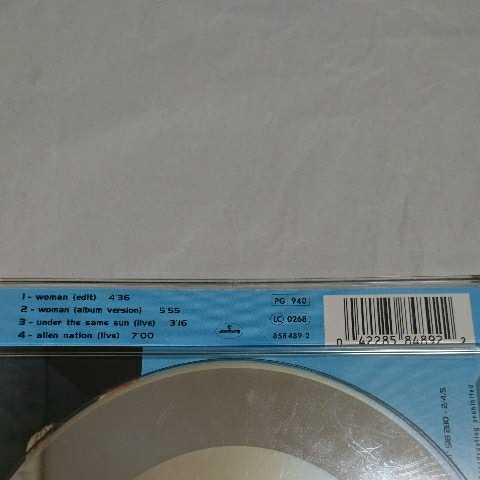 1 - woman (edit) 4'36
2 - woman (album version) 5'55
3 - under the same sun (live) 3'16
4 - alien nation (live) 7'00
PG 940
LC 0268
858 489-2
0 42285 84892 2